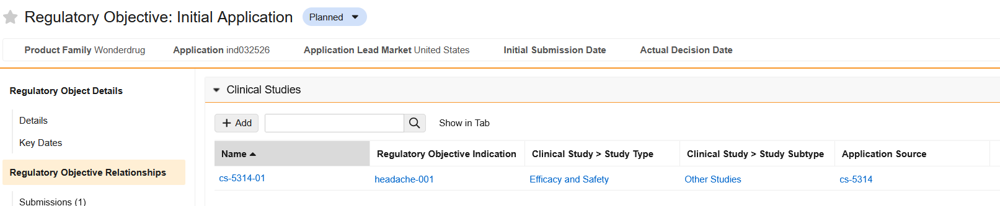 Regulatory Objective: Initial Application Planned
Product Family Wonderdrug Application ind032526 Application Lead Market United States Initial Submission Date Actual Decision Date
Regulatory Object Details
Details
Key Dates
Regulatory Objective Relationships
Submissions (1)
Clinical Studies
+ Add Show in Tab
Name Regulatory Objective Indication Clinical Study > Study Type Clinical Study > Study Subtype Application Source
cs-5314-01 headache-001 Efficacy and Safety Other Studies cs-5314